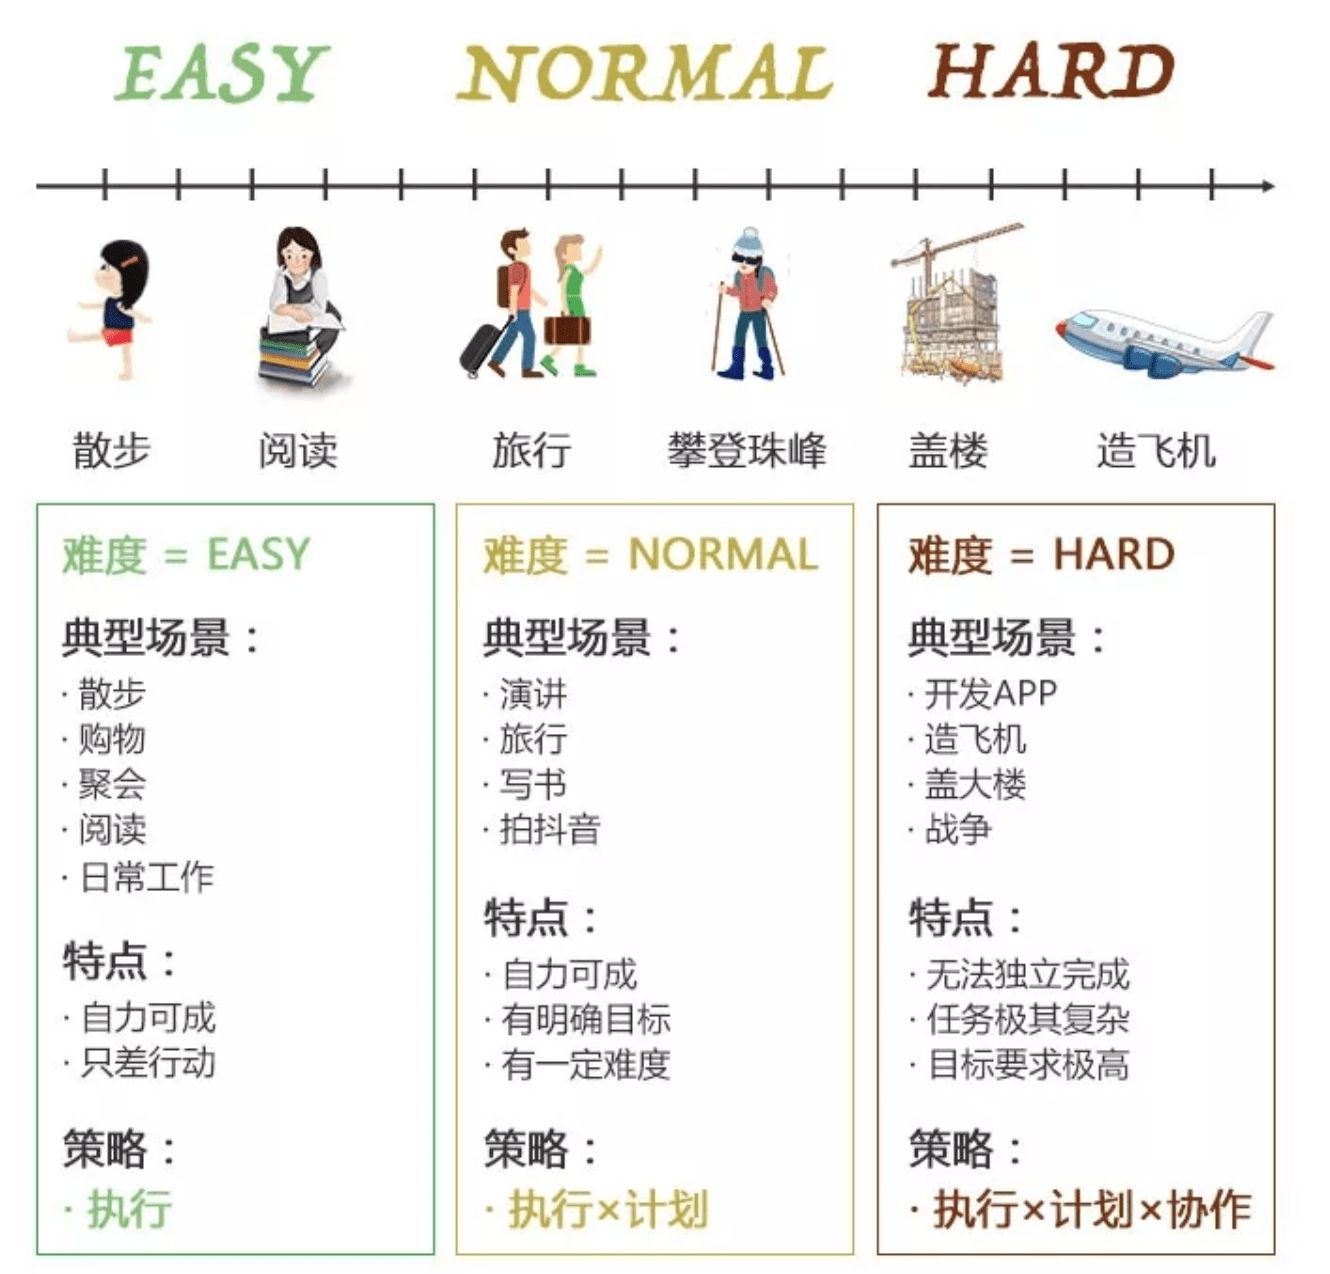 EASY NORMAL HARD
散步 阅读 旅行 攀登珠峰 盖楼 造飞机
难度 = EASY
典型场景：
· 散步
· 购物
· 聚会
· 阅读
· 日常工作
特点：
· 自力可成
· 只差行动
策略：
· 执行
难度 = NORMAL
典型场景：
· 演讲
· 旅行
· 写书
· 拍抖音
特点：
· 自力可成
· 有明确目标
· 有一定难度
策略：
· 执行×计划
难度 = HARD
典型场景：
· 开发APP
· 造飞机
· 盖大楼
· 战争
特点：
· 无法独立完成
· 任务极其复杂
· 目标要求极高
策略：
· 执行×计划×协作